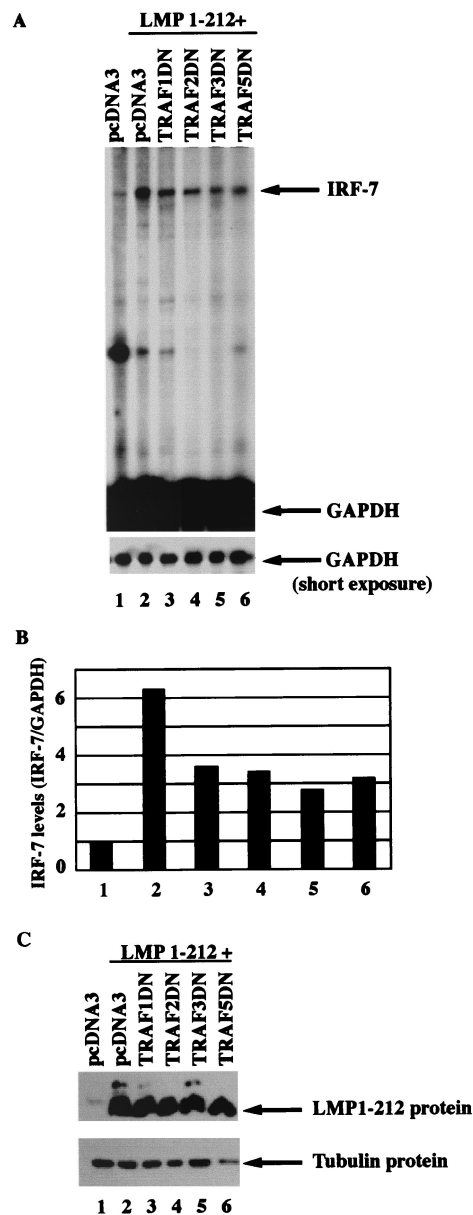 A
LMP 1-212+
pcDNA3
pcDNA3
TRAF1DN
TRAF2DN
TRAF3DN
TRAF5DN
IRF-7
GAPDH
GAPDH
(short exposure)
1 2 3 4 5 6
B
IRF-7 levels (IRF-7/GAPDH)
6
4
2
0
1 2 3 4 5 6
C
LMP 1-212 +
pcDNA3
pcDNA3
TRAF1DN
TRAF2DN
TRAF3DN
TRAF5DN
LMP1-212 protein
Tubulin protein
1 2 3 4 5 6